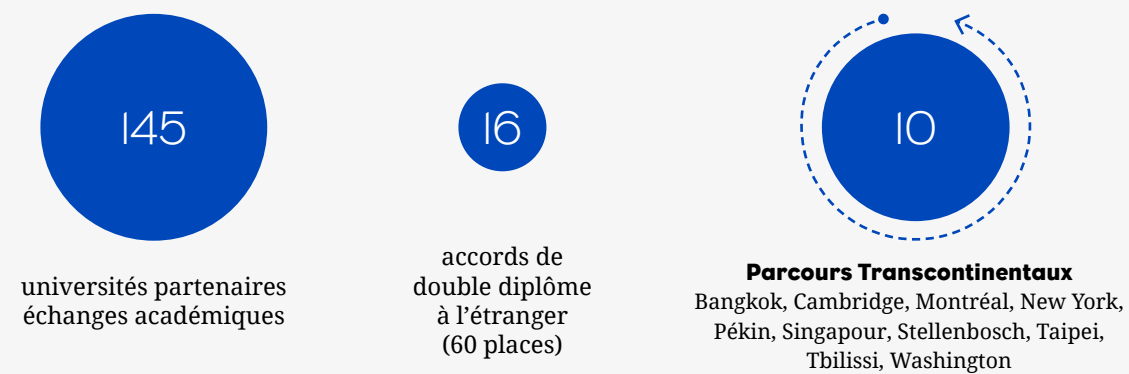 145
universités partenaires
échanges académiques
16
accords de
double diplôme
à l’étranger
(60 places)
10
Parcours Transcontinentaux
Bangkok, Cambridge, Montréal, New York,
Pékin, Singapour, Stellenbosch, Taipei,
Tbilissi, Washington